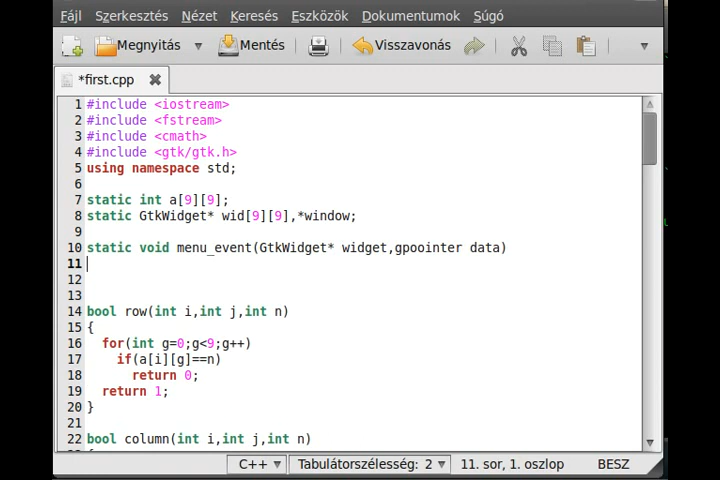 Fájl Szerkesztés Nézet Keresés Eszközök Dokumentumok Súgó
Megnyitás Mentés Visszavonás
*first.cpp
1 #include <iostream>
2 #include <fstream>
3 #include <cmath>
4 #include <gtk/gtk.h>
5 using namespace std;
6
7 static int a[9][9];
8 static GtkWidget* wid[9][9],*window;
9
10 static void menu_event(GtkWidget* widget,gpoointer data)
11
12
13
14 bool row(int i,int j,int n)
15 {
16 for(int g=0;g<9;g++)
17 if(a[i][g]==n)
18 return 0;
19 return 1;
20 }
21
22 bool column(int i,int j,int n)
C++ Tabulátorszélesség: 2 11. sor, 1. oszlop BESZ